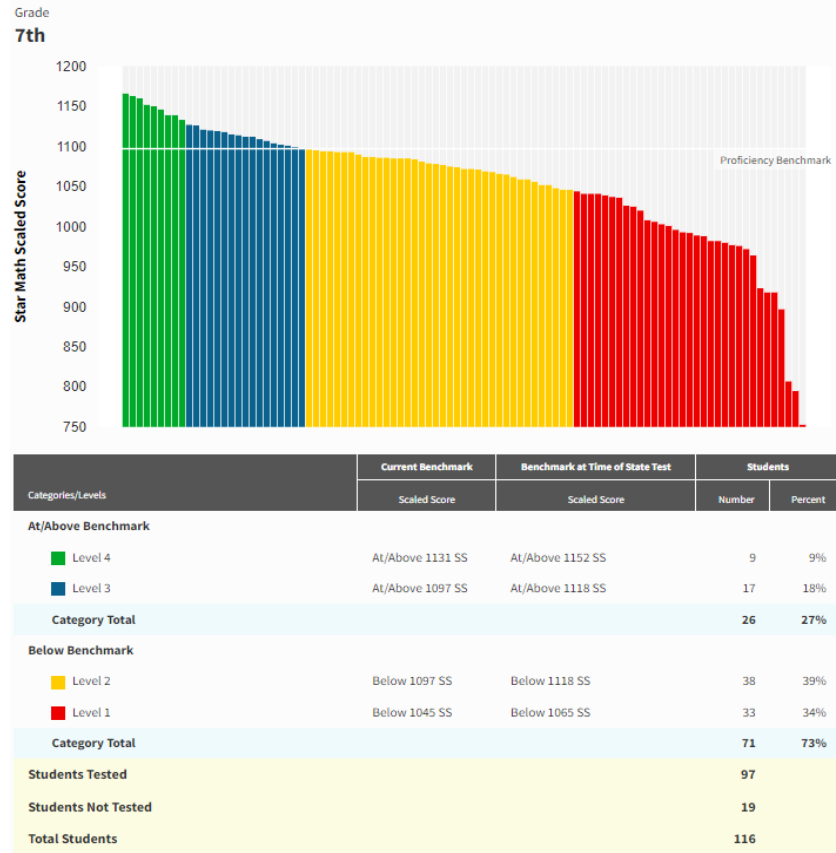 Grade
7th
1200
1150
1100
Proficiency Benchmark
1050
1000
950
900
850
800
750
Star Math Scaled Score
Current Benchmark Benchmark at Time of State Test Students
Categories/Levels Scaled Score Scaled Score Number Percent
At/Above Benchmark
Level 4 At/Above 1131 SS At/Above 1152 SS 9 9%
Level 3 At/Above 1097 SS At/Above 1118 SS 17 18%
Category Total 26 27%
Below Benchmark
Level 2 Below 1097 SS Below 1118 SS 38 39%
Level 1 Below 1045 SS Below 1065 SS 33 34%
Category Total 71 73%
Students Tested 97
Students Not Tested 19
Total Students 116